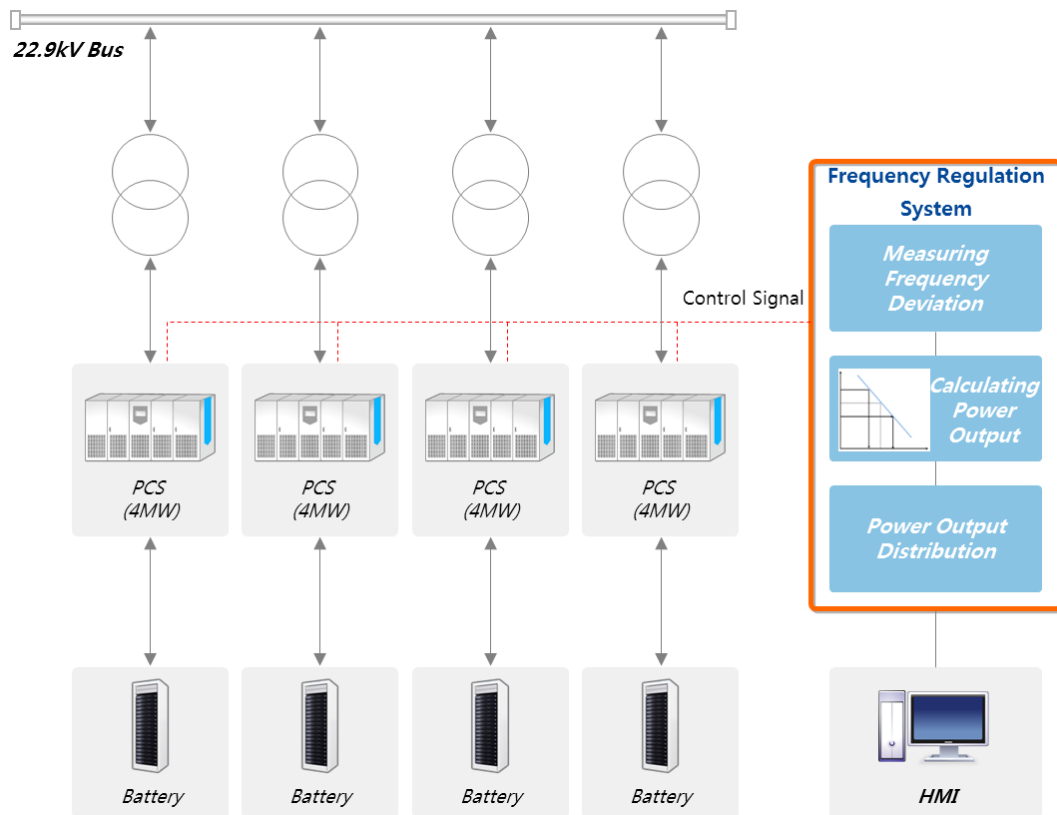 22.9kV Bus
Frequency Regulation
System
Measuring
Frequency
Deviation
Control Signal
Calculating
Power
Output
PCS
(4MW)
PCS
(4MW)
PCS
(4MW)
PCS
(4MW)
Power Output
Distribution
Battery
Battery
Battery
Battery
HMI